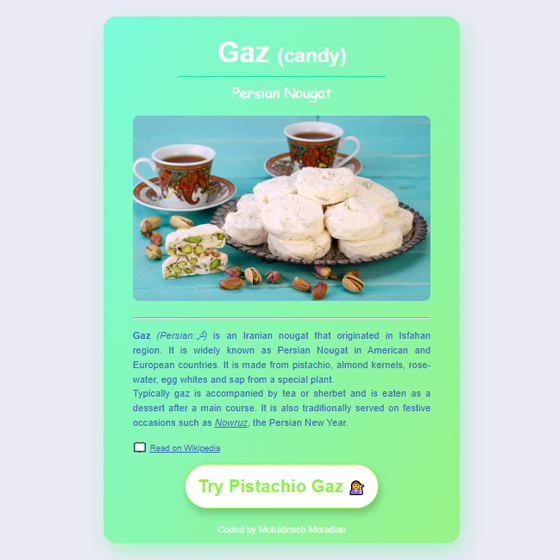 Gaz (candy)
Persian Nougat
Gaz (Persian: گز) is an Iranian nougat that originated in Isfahan
region. It is widely known as Persian Nougat in American and
European countries. It is made from pistachio, almond kernels, rose-
water, egg whites and sap from a special plant.
Typically gaz is accompanied by tea or sherbet and is eaten as a
dessert after a main course. It is also traditionally served on festive
occasions such as Nowruz, the Persian New Year.
Read on Wikipedia
Try Pistachio Gaz
Coded by Mohadeseh Moradian